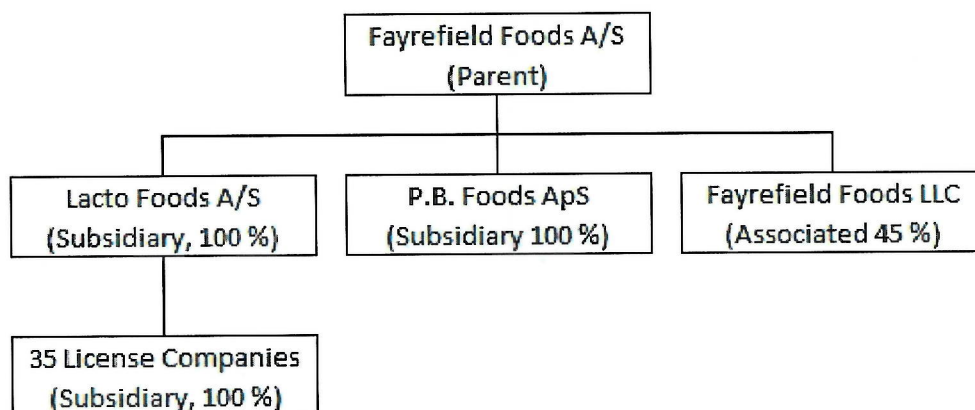 Fayrefield Foods A/S
(Parent)
Lacto Foods A/S
(Subsidiary, 100 %)
P.B. Foods ApS
(Subsidiary 100 %)
Fayrefield Foods LLC
(Associated 45 %)
35 License Companies
(Subsidiary, 100 %)